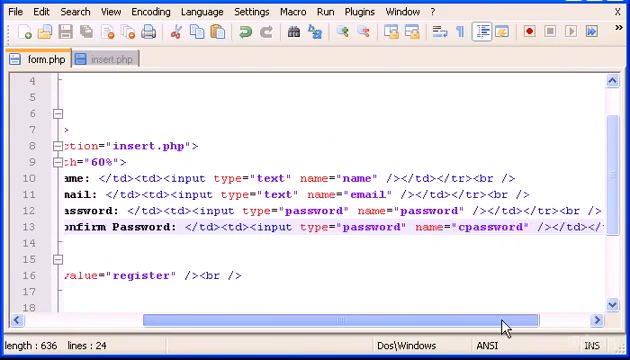 File Edit Search View Encoding Language Settings Macro Run Plugins Window ? X
form.php insert.php
4
5
6
7 >
8 ction="insert.php">
9 th="60%">
10 ame: </td><td><input type="text" name="name" /></td></tr><br />
11 mail: </td><td><input type="text" name="email" /></td></tr><br />
12 assword: </td><td><input type="password" name="password" /></td></tr><br />
13 onfirm Password: </td><td><input type="password" name="cpassword" /></td></
14
15
16 value="register" /><br />
17
18
length : 636 lines : 24 Dos\Windows ANSI INS